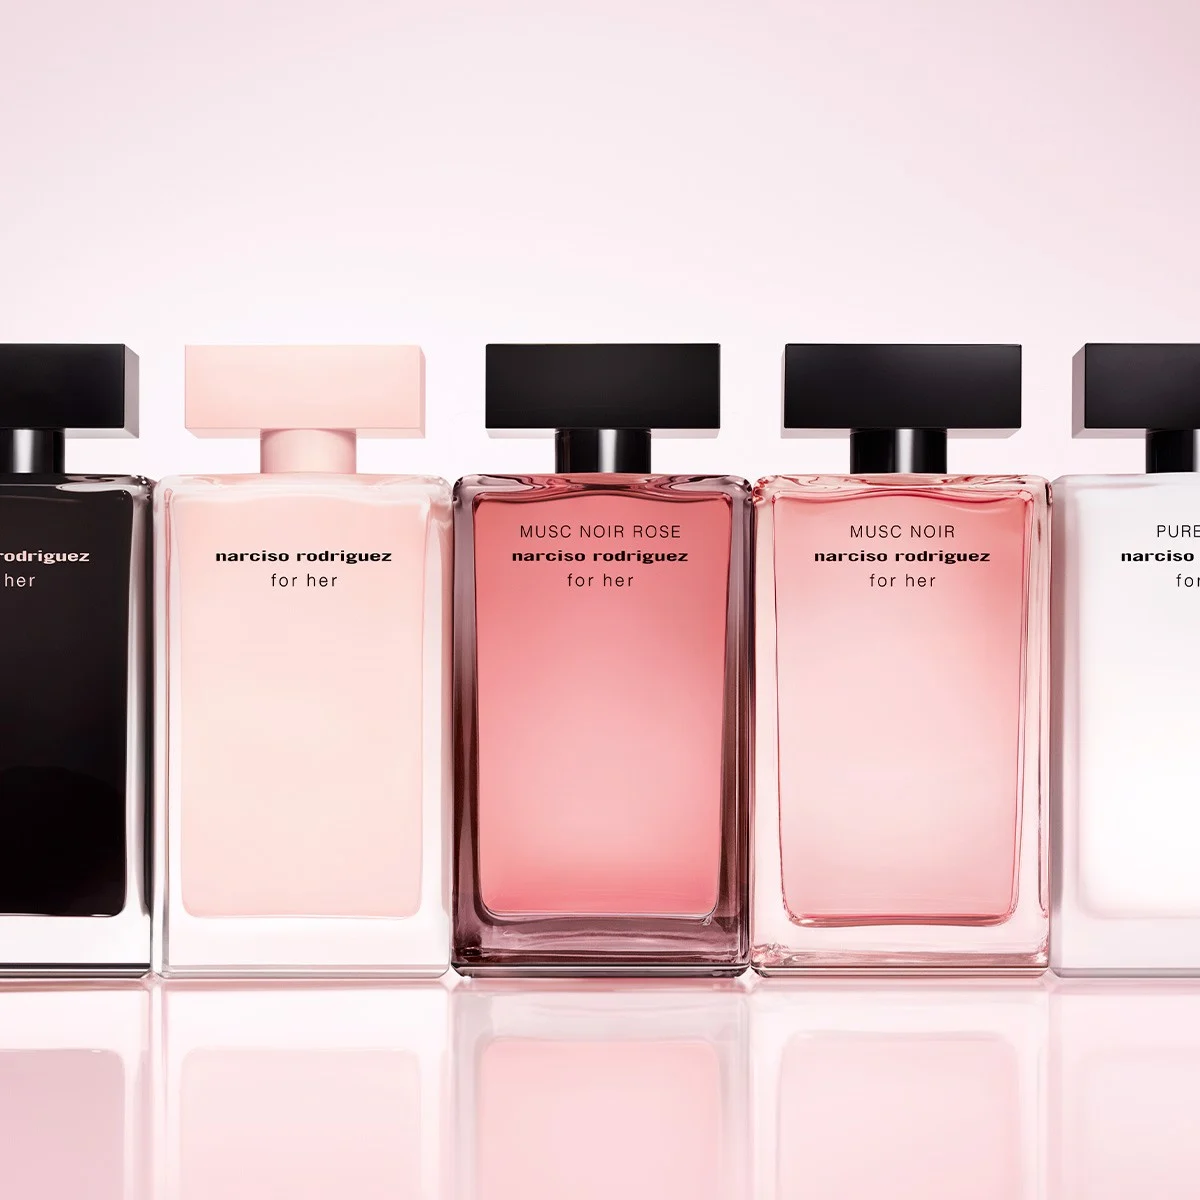 rodriguez
her
narciso rodriguez
for her
MUSC NOIR ROSE
narciso rodriguez
for her
MUSC NOIR
narciso rodriguez
for her
PURE
narciso
for